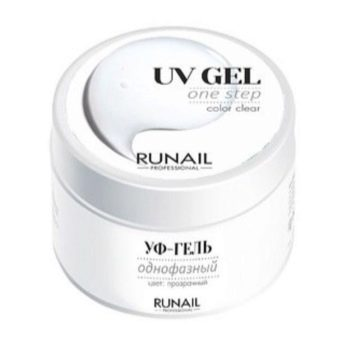 UV GEL
one step
color clear
RUNAIL
PROFESSIONAL
УФ-ГЕЛЬ
однофазный
цвет: прозрачный
RUNAIL
PROFESSIONAL